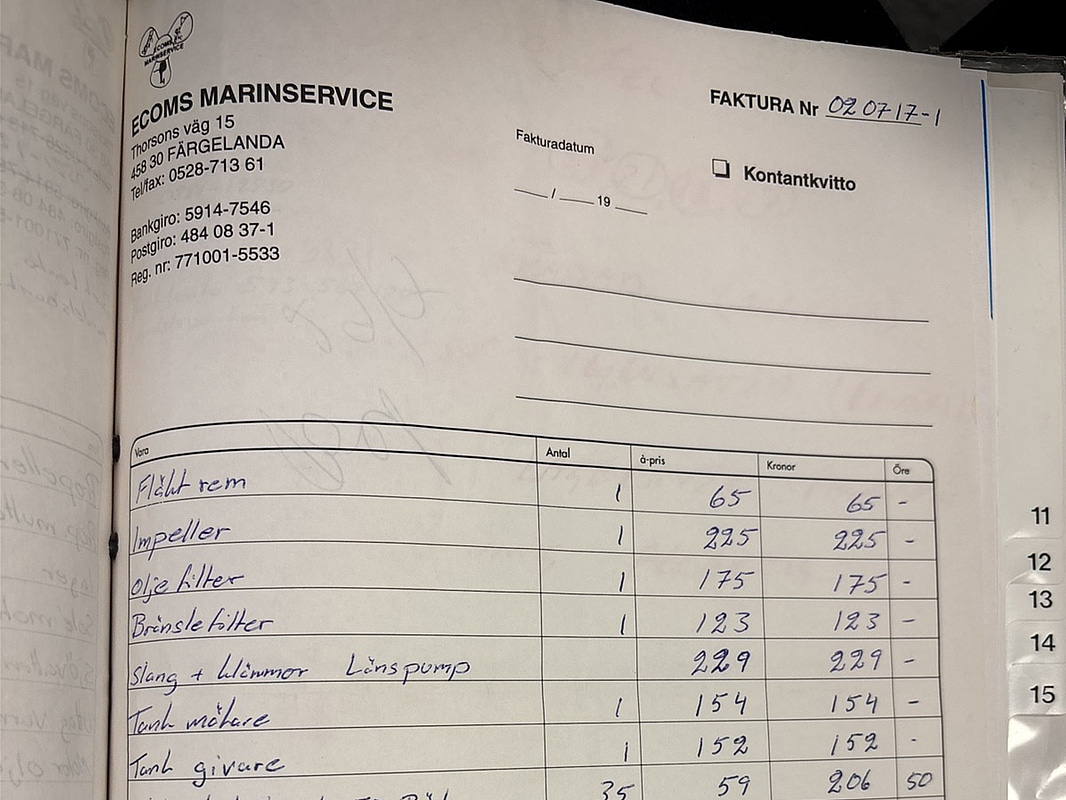 ECOMS MARINSERVICE
ECOMS MARINSERVICE
Thorsons väg 15
458 30 FÄRGELANDA
Tel/fax: 0528-713 61
Bankgiro: 5914-7546
Postgiro: 484 08 37-1
Reg. nr: 771001-5533
FAKTURA Nr 020717-1
Fakturadatum
Kontantkvitto
/ 19
Vara Antal à-pris Kronor Öre
Fläkt rem 1 65 65 -
Impeller 1 225 225 -
Olje filter 1 175 175 -
Bränslefilter 1 123 123 -
Slang + klämmor Länspump 229 229 -
Tank mätare 1 154 154 -
Tank givare 1 152 152 -
35 59 206 50
11
12
13
14
15